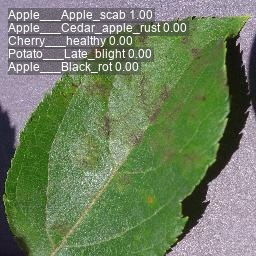 Apple___Apple_scab 1.00
Apple___Cedar_apple_rust 0.00
Cherry___healthy 0.00
Potato___Late_blight 0.00
Apple___Black_rot 0.00